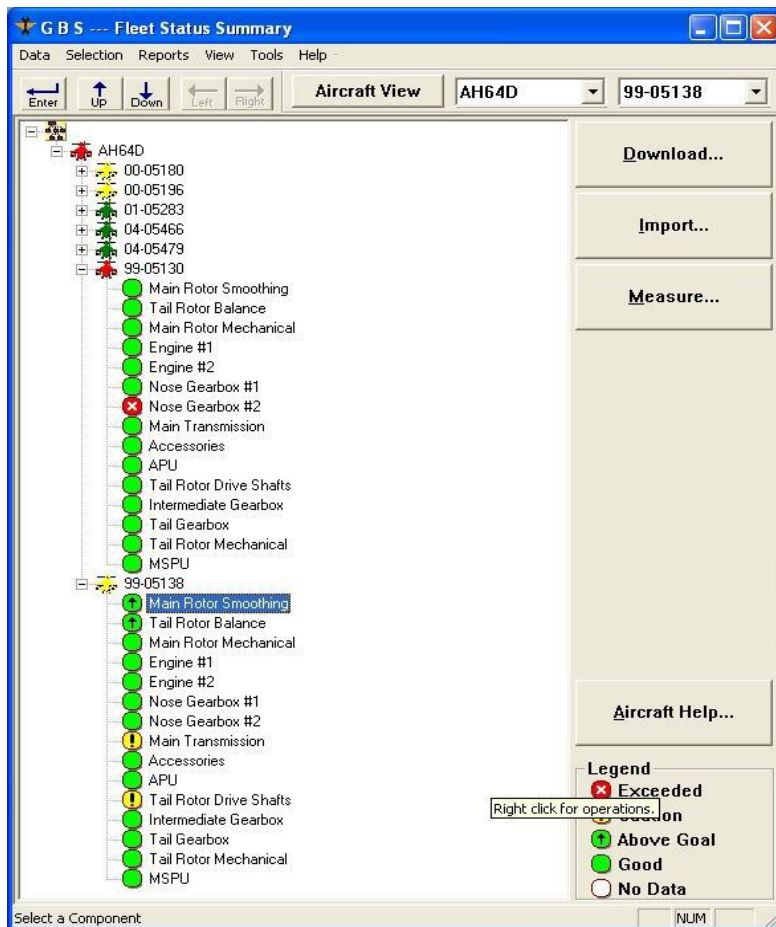 G B S --- Fleet Status Summary
Data Selection Reports View Tools Help
Enter Up Down Left Right Aircraft View AH64D 99-05138
AH64D
00-05180
00-05196
01-05283
04-05466
04-05479
99-05130
Main Rotor Smoothing
Tail Rotor Balance
Main Rotor Mechanical
Engine #1
Engine #2
Nose Gearbox #1
Nose Gearbox #2
Main Transmission
Accessories
APU
Tail Rotor Drive Shafts
Intermediate Gearbox
Tail Gearbox
Tail Rotor Mechanical
MSPU
99-05138
Main Rotor Smoothing
Tail Rotor Balance
Main Rotor Mechanical
Engine #1
Engine #2
Nose Gearbox #1
Nose Gearbox #2
Main Transmission
Accessories
APU
Tail Rotor Drive Shafts
Intermediate Gearbox
Tail Gearbox
Tail Rotor Mechanical
MSPU
Download...
Import...
Measure...
Aircraft Help...
Legend
Exceeded
Right click for operations.
Above Goal
Good
No Data
Select a Component
NUM